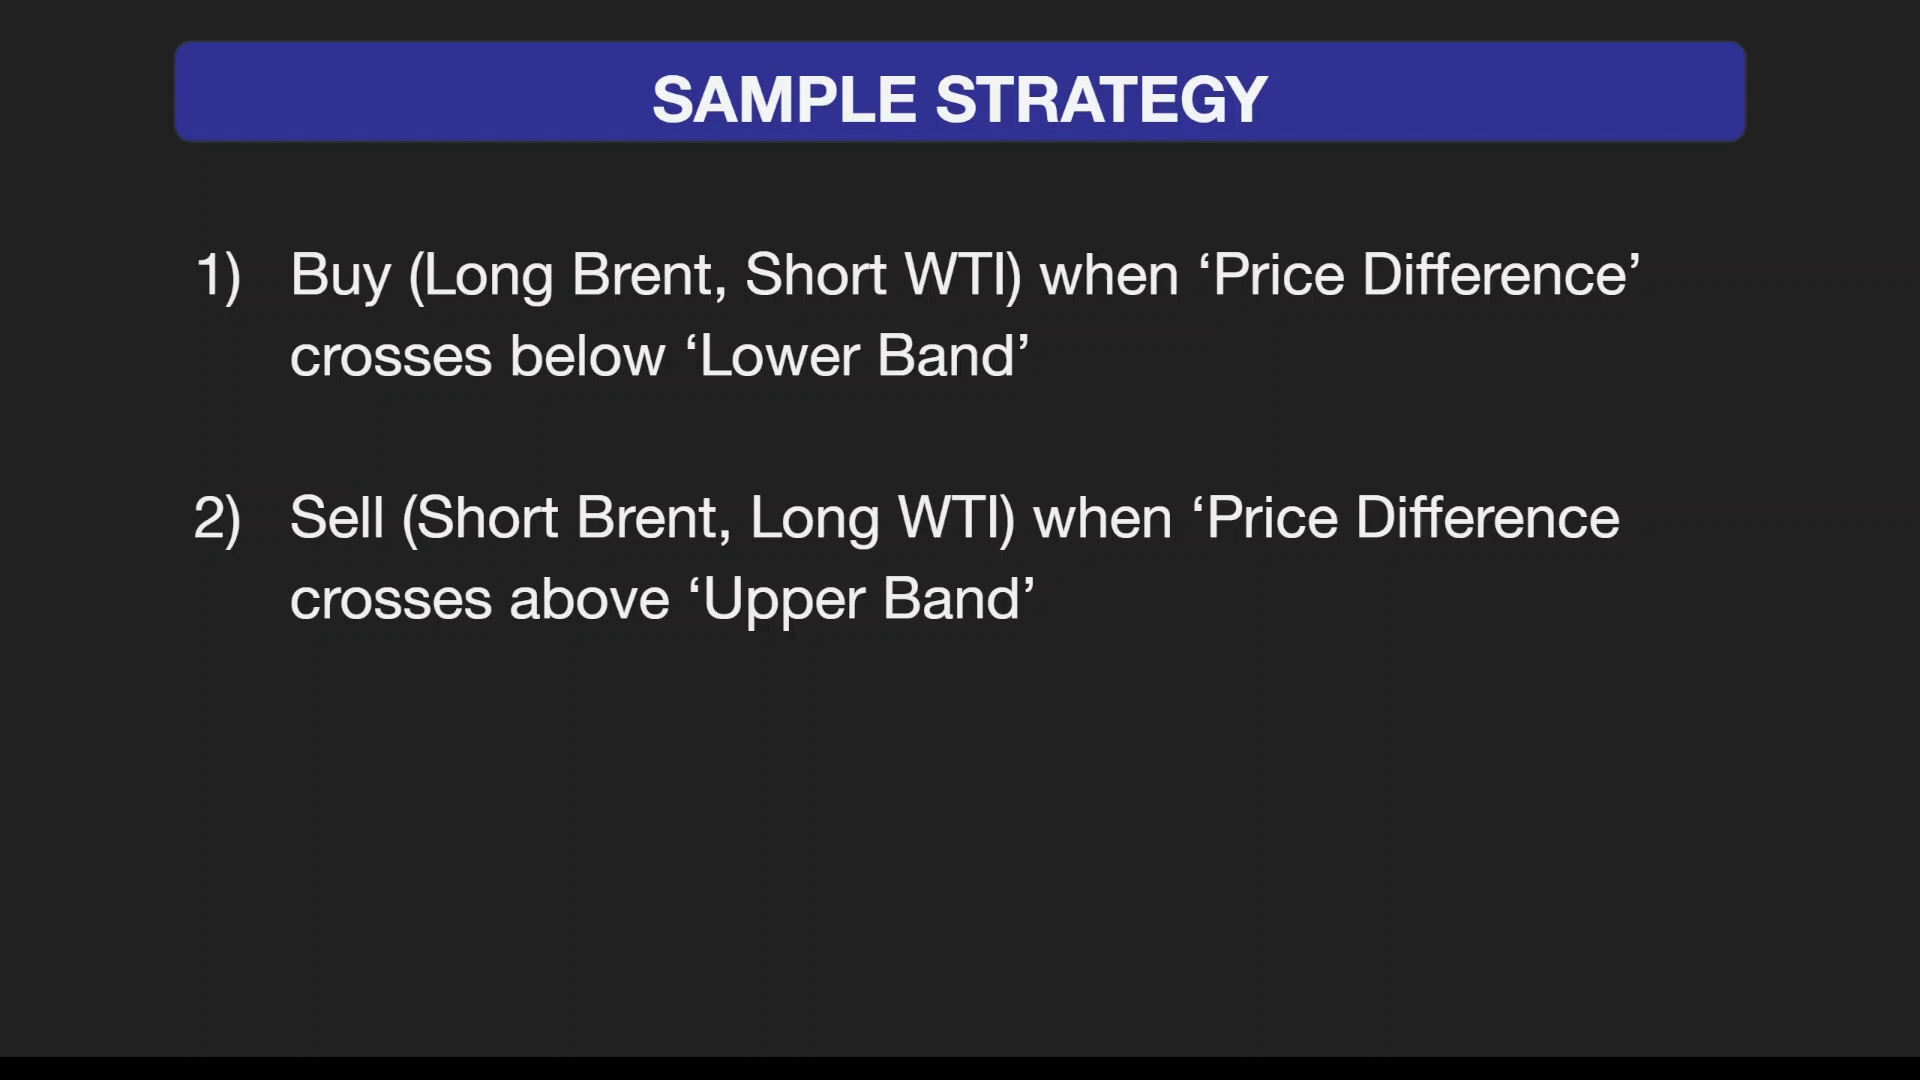 SAMPLE STRATEGY
1) Buy (Long Brent, Short WTI) when ‘Price Difference’
crosses below ‘Lower Band’
2) Sell (Short Brent, Long WTI) when ‘Price Difference
crosses above ‘Upper Band’